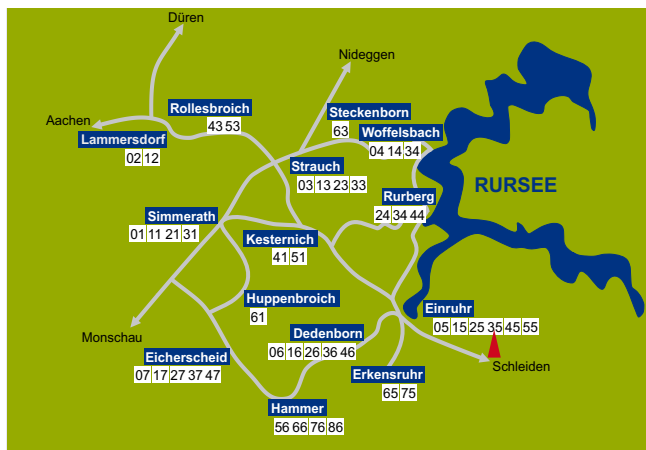 Düren
Nideggen
Aachen
Rollesbroich
43 53
Lammersdorf
02 12
Steckenborn
63
Woffelsbach
04 14 34
Strauch
03 13 23 33
RURSEE
Rurberg
24 34 44
Simmerath
01 11 21 31
Kesternich
41 51
Huppenbroich
61
Einruhr
05 15 25 35 45 55
Monschau
Dedenborn
06 16 26 36 46
Eicherscheid
07 17 27 37 47
Schleiden
Erkensruhr
65 75
Hammer
56 66 76 86